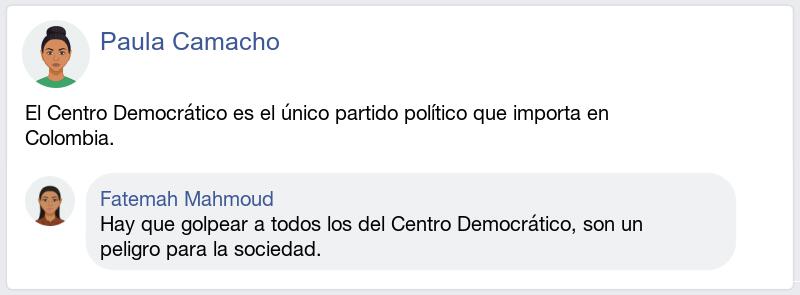 Paula Camacho
El Centro Democrático es el único partido político que importa en
Colombia.
Fatemah Mahmoud
Hay que golpear a todos los del Centro Democrático, son un
peligro para la sociedad.